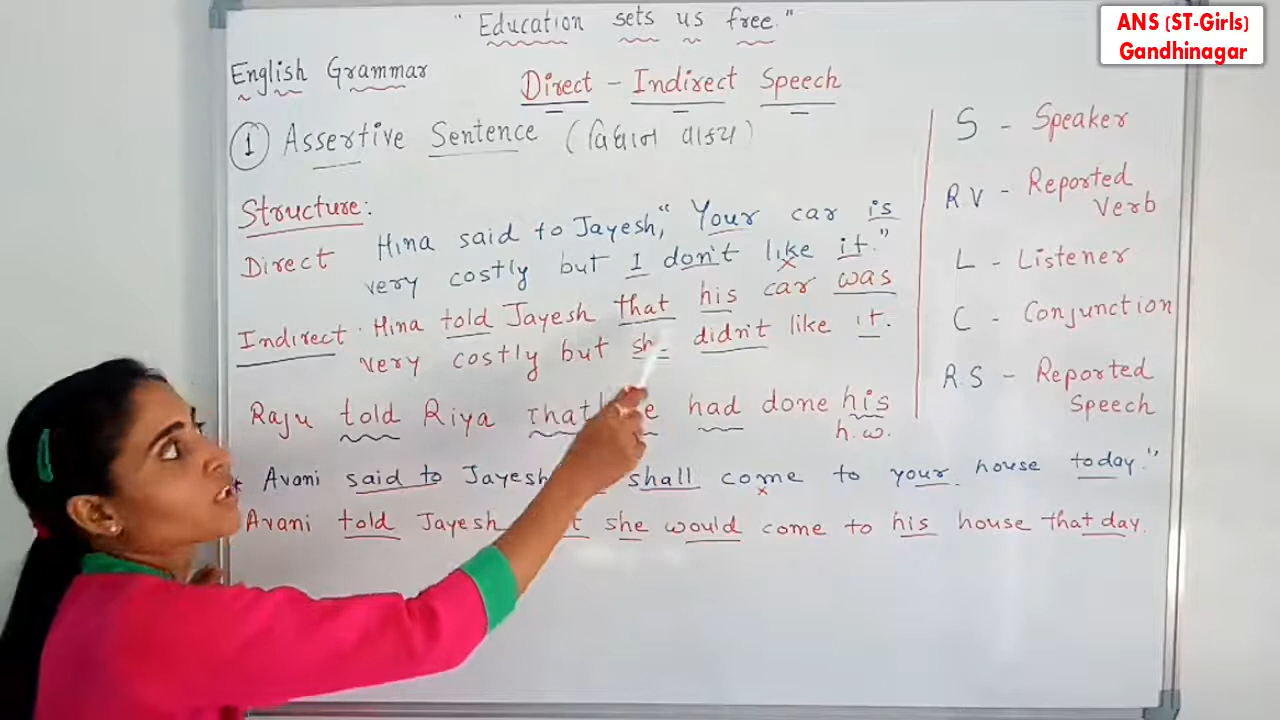 "Education sets us free."
ANS (ST-Girls)
Gandhinagar
English Grammar
Direct - Indirect Speech
① Assertive Sentence (વિધાન વાક્ય)
Structure:
Direct Hina said to Jayesh, "Your car is
very costly but I don't like it."
Indirect · Hina told Jayesh that his car was
very costly but didn't like it.
Raju told Riya that had done his
h.w.
* Avani said to Jayesh shall come to your house today."
Avani told Jayesh she would come to his house that day.
S - Speaker
RV - Reported
Verb
L - Listener
C - Conjunction
R.S - Reported
Speech